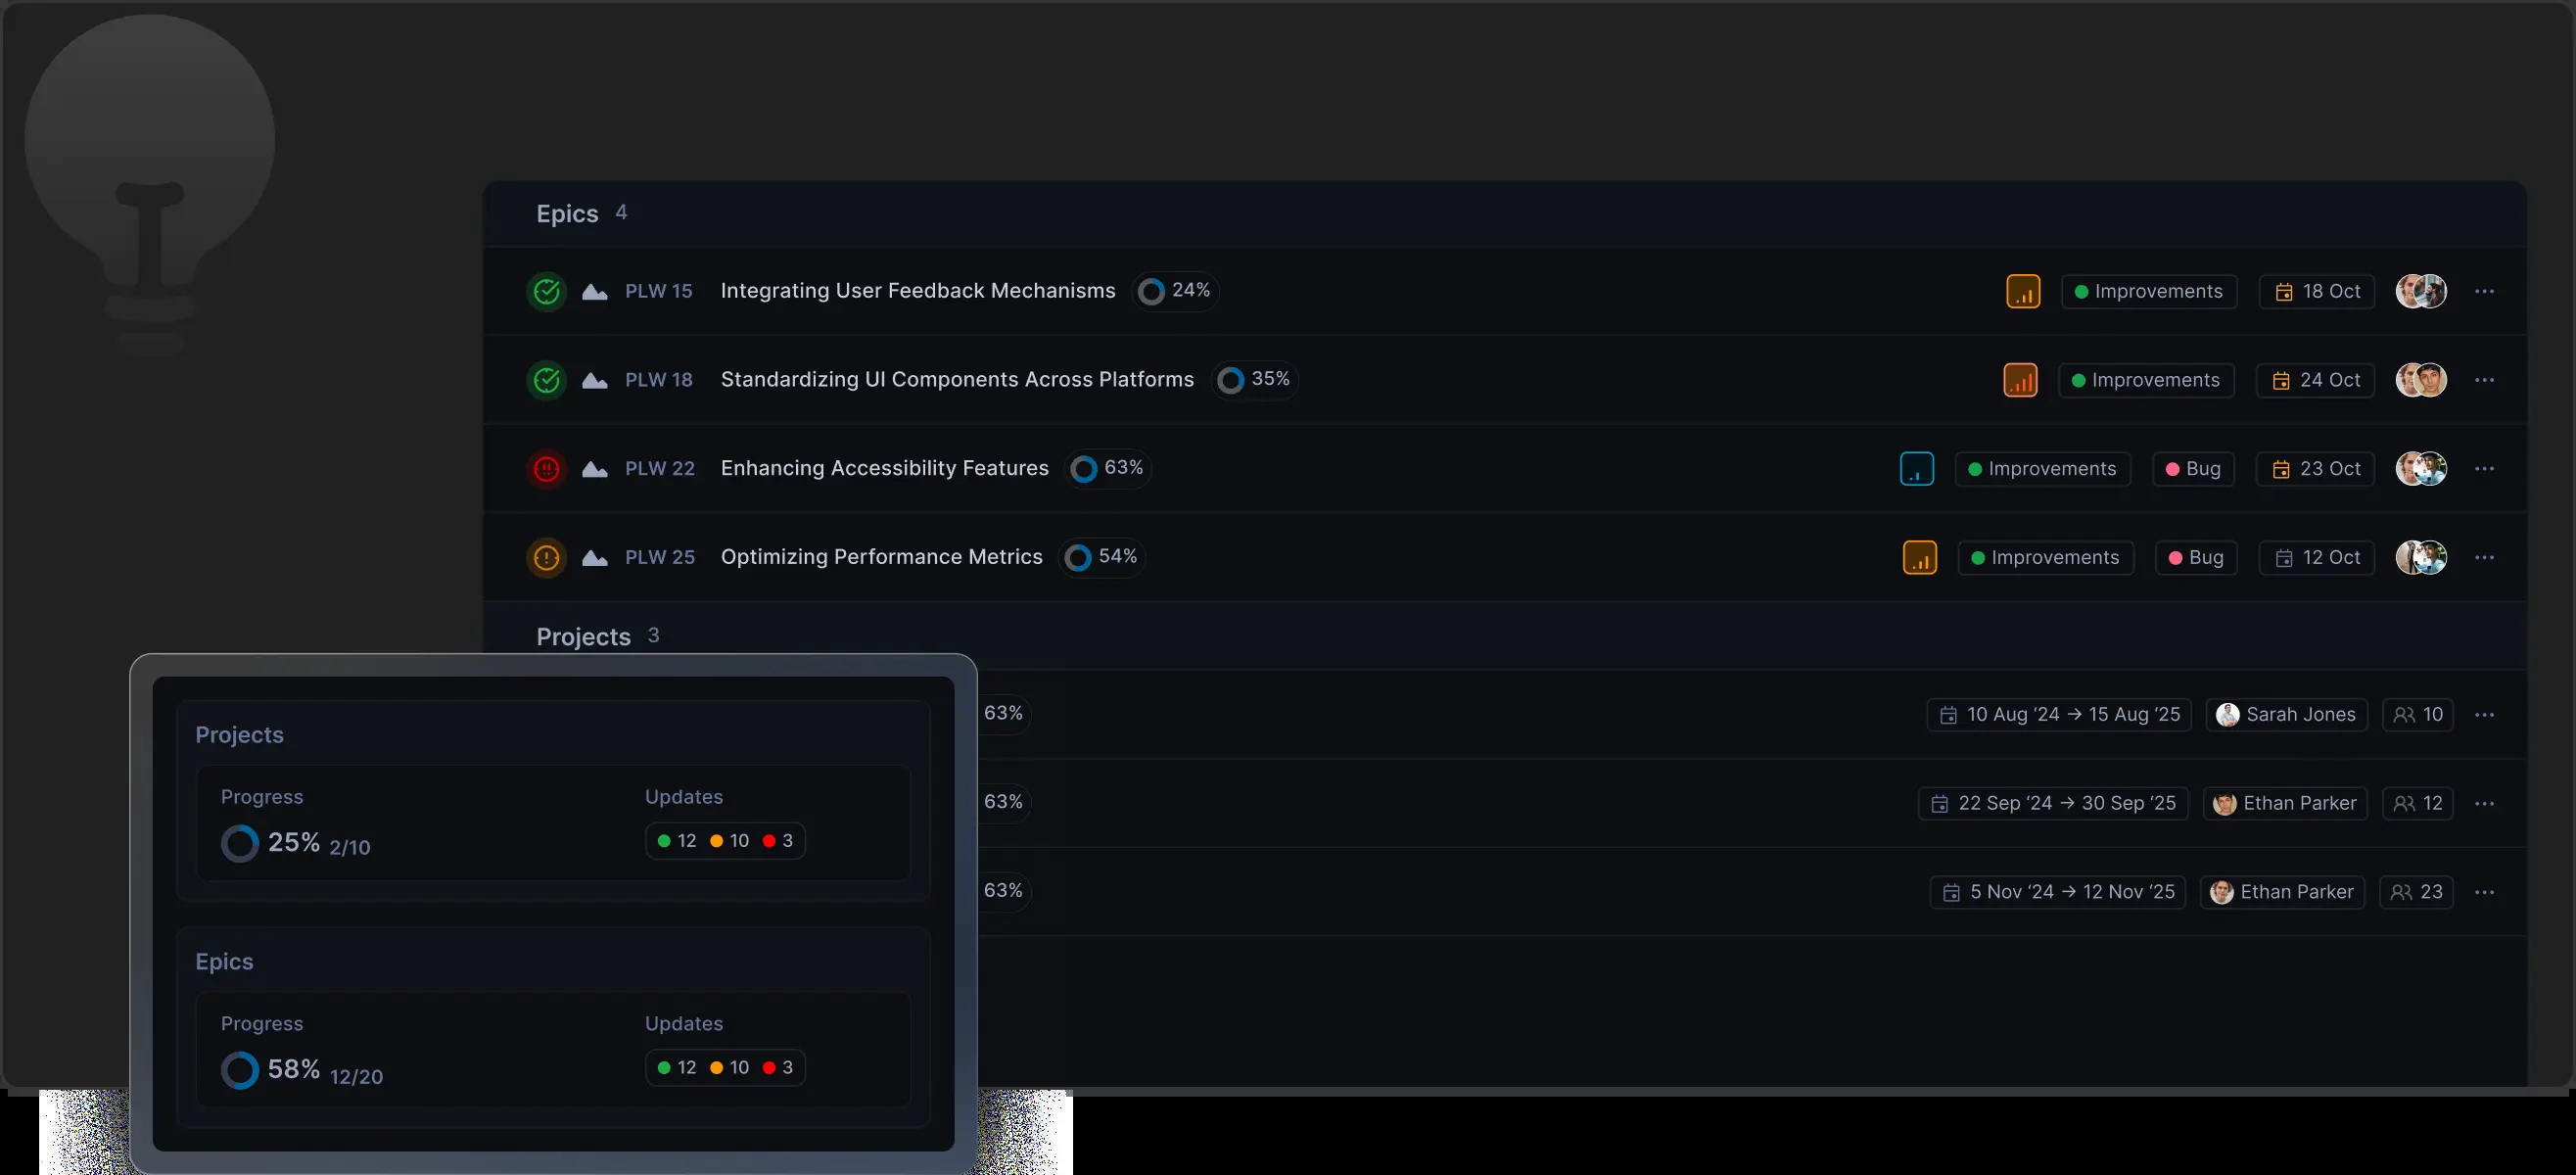 Epics 4
PLW 15 Integrating User Feedback Mechanisms 24% Improvements 18 Oct
PLW 18 Standardizing UI Components Across Platforms 35% Improvements 24 Oct
PLW 22 Enhancing Accessibility Features 63% Improvements Bug 23 Oct
PLW 25 Optimizing Performance Metrics 54% Improvements Bug 12 Oct
Projects 3
63% 10 Aug ‘24 → 15 Aug ‘25 Sarah Jones 10
63% 22 Sep ‘24 → 30 Sep ‘25 Ethan Parker 12
63% 5 Nov ‘24 → 12 Nov ‘25 Ethan Parker 23
Projects
Progress Updates
25% 2/10 12 10 3
Epics
Progress Updates
58% 12/20 12 10 3